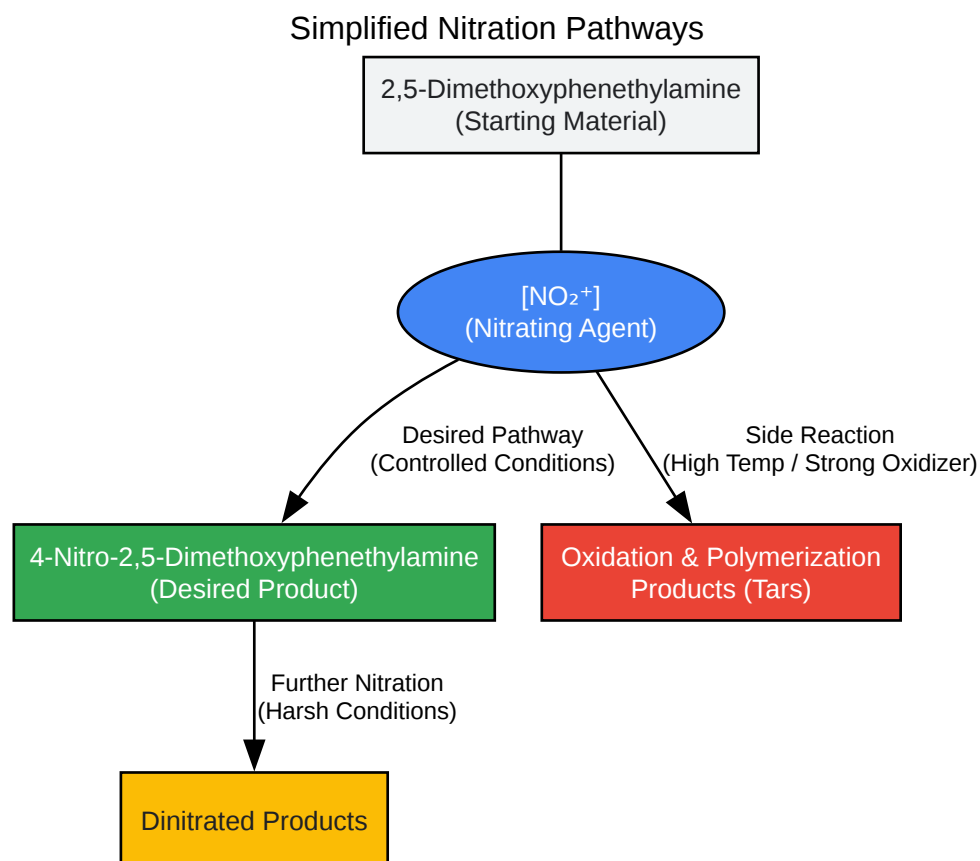 Simplified Nitration Pathways
2,5-Dimethoxyphenethylamine
(Starting Material)
[NO₂⁺]
(Nitrating Agent)
Desired Pathway
(Controlled Conditions)
Side Reaction
(High Temp / Strong Oxidizer)
4-Nitro-2,5-Dimethoxyphenethylamine
(Desired Product)
Oxidation & Polymerization
Products (Tars)
Further Nitration
(Harsh Conditions)
Dinitrated Products